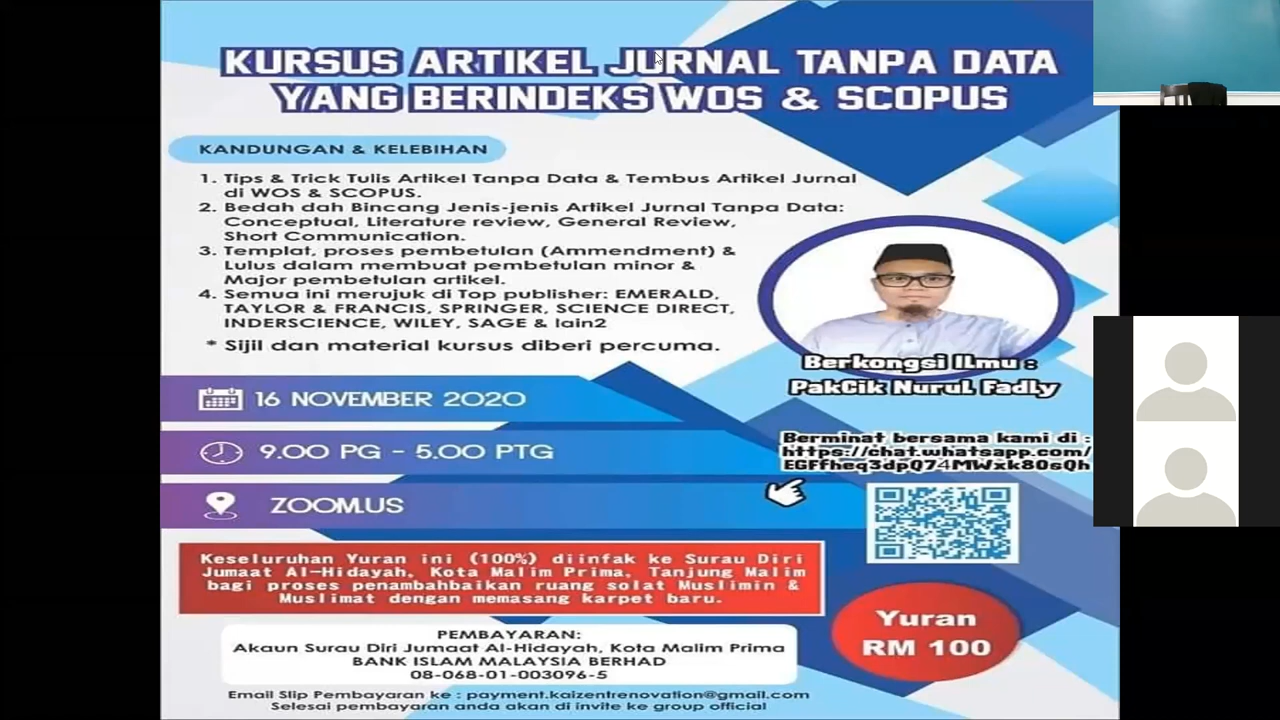 KURSUS ARTIKEL JURNAL TANPA DATA
YANG BERINDEKS WOS & SCOPUS
KANDUNGAN & KELEBIHAN
1. Tips & Trick Tulis Artikel Tanpa Data & Tembus Artikel Jurnal
di WOS & SCOPUS.
2. Bedah dah Bincang Jenis-jenis Artikel Jurnal Tanpa Data:
Conceptual, Literature review, General Review,
Short Communication.
3. Templat, proses pembetulan (Ammendment) &
Lulus dalam membuat pembetulan minor &
Major pembetulan artikel.
4. Semua ini merujuk di Top publisher: EMERALD,
TAYLOR & FRANCIS, SPRINGER, SCIENCE DIRECT,
INDERSCIENCE, WILEY, SAGE & lain2
* Sijil dan material kursus diberi percuma.
Berkongsi Ilmu :
PakCik Nurul Fadly
16 NOVEMBER 2020
9.00 PG - 5.00 PTG
ZOOM.US
Berminat bersama kami di :
https://chat.whatsapp.com/
EGFfheq3dpQ74MWxk80sQh
Keseluruhan Yuran ini (100%) diinfak ke Surau Diri
Jumaat Al-Hidayah, Kota Malim Prima, Tanjung Malim
bagi proses penambahbaikan ruang solat Muslimin &
Muslimat dengan memasang karpet baru.
Yuran
RM 100
PEMBAYARAN:
Akaun Surau Diri Jumaat Al-Hidayah, Kota Malim Prima
BANK ISLAM MALAYSIA BERHAD
08-068-01-003096-5
Email Slip Pembayaran ke : payment.kaizentrenovation@gmail.com
Selesai pembayaran anda akan di invite ke group official